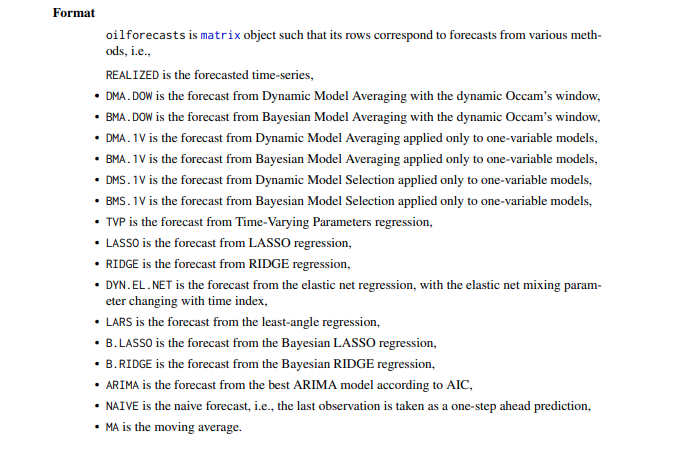 Format
oilforecasts is matrix object such that its rows correspond to forecasts from various meth-
ods, i.e.,
REALIZED is the forecasted time-series,
• DMA.DOW is the forecast from Dynamic Model Averaging with the dynamic Occam's window,
• BMA.DOW is the forecast from Bayesian Model Averaging with the dynamic Occam's window,
• DMA.1V is the forecast from Dynamic Model Averaging applied only to one-variable models,
• BMA.1V is the forecast from Bayesian Model Averaging applied only to one-variable models,
• DMS.1V is the forecast from Dynamic Model Selection applied only to one-variable models,
• BMS.1V is the forecast from Bayesian Model Selection applied only to one-variable models,
• TVP is the forecast from Time-Varying Parameters regression,
• LASSO is the forecast from LASSO regression,
• RIDGE is the forecast from RIDGE regression,
• DYN.EL.NET is the forecast from the elastic net regression, with the elastic net mixing param-
eter changing with time index,
• LARS is the forecast from the least-angle regression,
• B.LASSO is the forecast from the Bayesian LASSO regression,
• B.RIDGE is the forecast from the Bayesian RIDGE regression,
• ARIMA is the forecast from the best ARIMA model according to AIC,
• NAIVE is the naive forecast, i.e., the last observation is taken as a one-step ahead prediction,
• MA is the moving average.